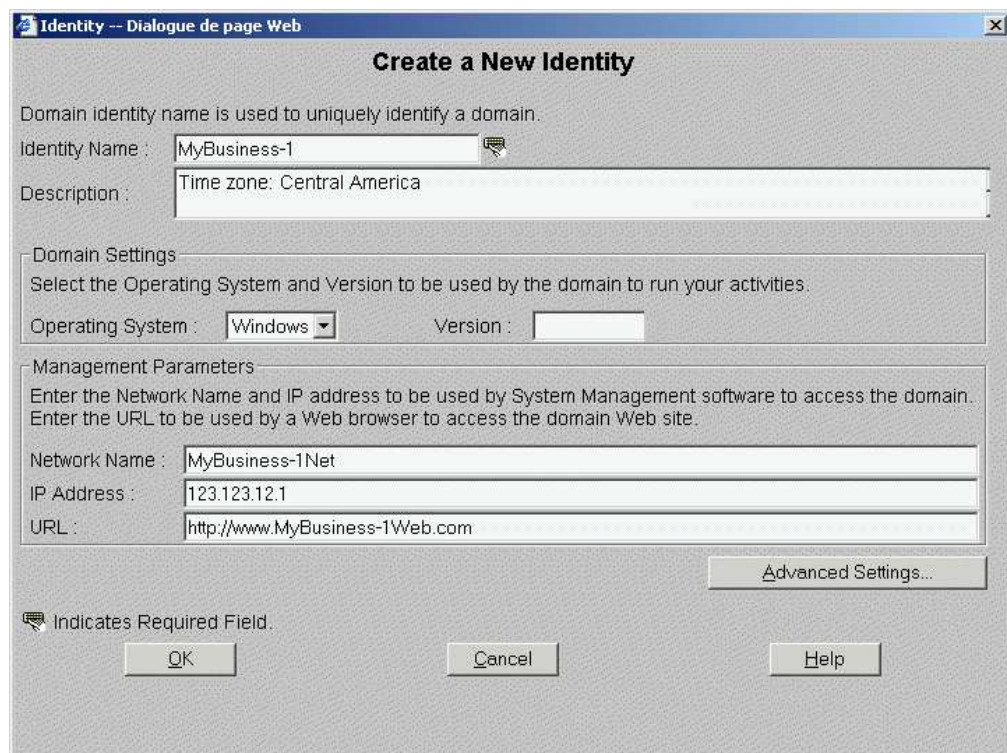 Identity -- Dialogue de page Web
Create a New Identity
Domain identity name is used to uniquely identify a domain.
Identity Name : MyBusiness-1
Description : Time zone: Central America
Domain Settings
Select the Operating System and Version to be used by the domain to run your activities.
Operating System : Windows Version :
Management Parameters
Enter the Network Name and IP address to be used by System Management software to access the domain.
Enter the URL to be used by a Web browser to access the domain Web site.
Network Name : MyBusiness-1Net
IP Address : 123.123.12.1
URL : http://www.MyBusiness-1Web.com
Advanced Settings...
Indicates Required Field.
OK Cancel Help